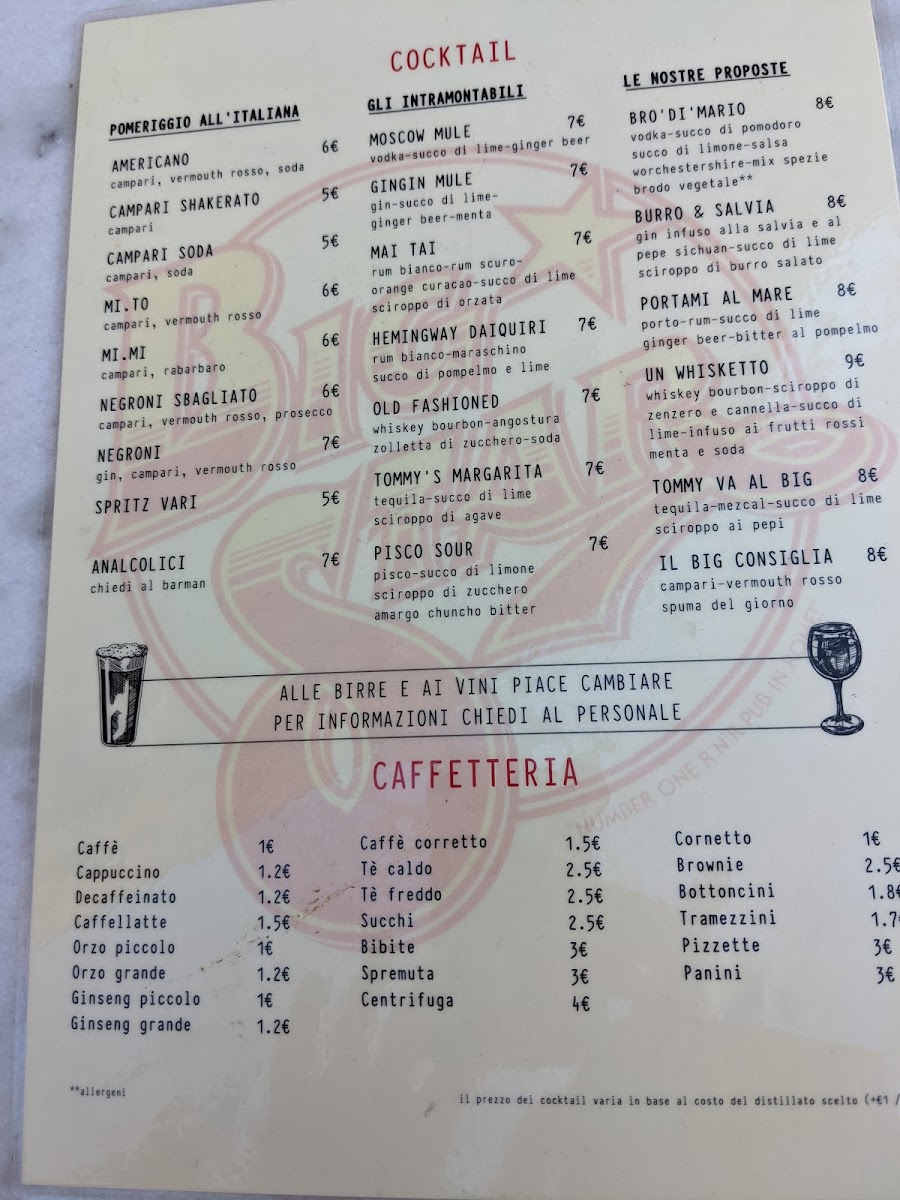 COCKTAIL
POMERIGGIO ALL'ITALIANA
AMERICANO 6€
campari, vermouth rosso, soda
CAMPARI SHAKERATO 5€
campari
CAMPARI SODA 5€
campari, soda
MI.TO 6€
campari, vermouth rosso
MI.MI 6€
campari, rabarbaro
NEGRONI SBAGLIATO 6€
campari, vermouth rosso, prosecco
NEGRONI 7€
gin, campari, vermouth rosso
SPRITZ VARI 5€
ANALCOLICI 7€
chiedi al barman
GLI INTRAMONTABILI
MOSCOW MULE 7€
vodka-succo di lime-ginger beer
GINGIN MULE 7€
gin-succo di lime-
ginger beer-menta
MAI TAI 7€
rum bianco-rum scuro-
orange curacao-succo di lime
sciroppo di orzata
HEMINGWAY DAIQUIRI 7€
rum bianco-maraschino
succo di pompelmo e lime
OLD FASHIONED 7€
whiskey bourbon-angostura
zolletta di zucchero-soda
TOMMY'S MARGARITA 7€
tequila-succo di lime
sciroppo di agave
PISCO SOUR 7€
pisco-succo di limone
sciroppo di zucchero
amargo chuncho bitter
LE NOSTRE PROPOSTE
BRO'DI'MARIO 8€
vodka-succo di pomodoro
succo di limone-salsa
worchestershire-mix spezie
brodo vegetale**
BURRO & SALVIA 8€
gin infuso alla salvia e al
pepe sichuan-succo di lime
sciroppo di burro salato
PORTAMI AL MARE 8€
porto-rum-succo di lime
ginger beer-bitter al pompelmo
UN WHISKETTO 9€
whiskey bourbon-sciroppo di
zenzero e cannella-succo di
lime-infuso ai frutti rossi
menta e soda
TOMMY VA AL BIG 8€
tequila-mezcal-succo di lime
sciroppo ai pepi
IL BIG CONSIGLIA 8€
campari-vermouth rosso
spuma del giorno
BIG
STAR
"NUMBER ONE R'N'R PUB IN ROME!"
ALLE BIRRE E AI VINI PIACE CAMBIARE
PER INFORMAZIONI CHIEDI AL PERSONALE
CAFFETTERIA
Caffè 1€
Cappuccino 1.2€
Decaffeinato 1.2€
Caffellatte 1.5€
Orzo piccolo 1€
Orzo grande 1.2€
Ginseng piccolo 1€
Ginseng grande 1.2€
Caffè corretto 1.5€
Tè caldo 2.5€
Tè freddo 2.5€
Succhi 2.5€
Bibite 3€
Spremuta 3€
Centrifuga 4€
Cornetto 1€
Brownie 2.5€
Bottoncini 1.8€
Tramezzini 1.7
Pizzette 3€
Panini 3€
**allergeni
il prezzo dei cocktail varia in base al costo del distillato scelto (+€1 /